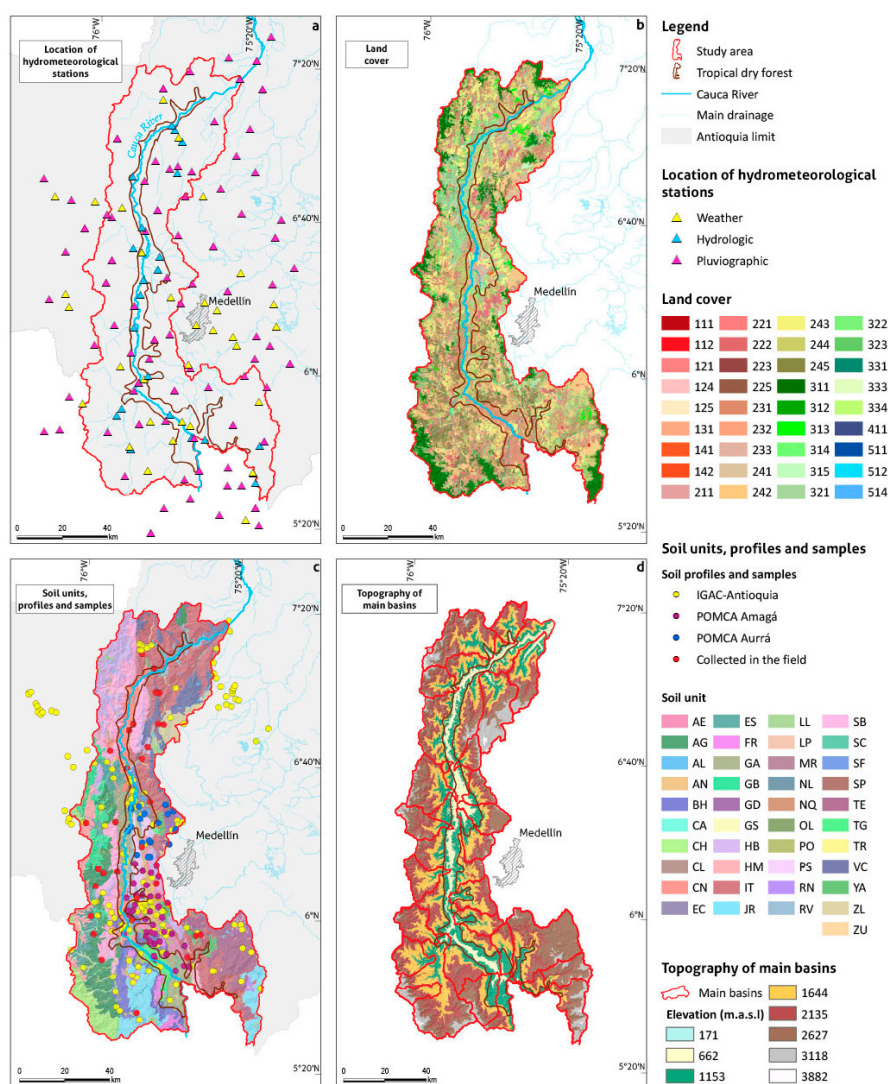 76°W
75°20'W
a
Location of
hydrometeorological
stations
7°20'N
Cauca River
6°40'N
Medellín
6°N
5°20'N
0 20 40
km
76°W
75°20'W
b
Land
cover
7°20'N
6°40'N
Medellín
6°N
5°20'N
0 20 40
km
76°W
75°20'W
c
Soil units,
profiles and samples
7°20'N
6°40'N
Medellín
6°N
5°20'N
0 20 40
km
76°W
75°20'W
d
Topography of
main basins
7°20'N
6°40'N
Medellín
6°N
5°20'N
0 20 40
km
Legend
Study area
Tropical dry forest
Cauca River
Main drainage
Antioquia limit
Location of hydrometeorological
stations
Weather
Hydrologic
Pluviographic
Land cover
111 221 243 322
112 222 244 323
121 223 245 331
124 225 311 333
125 231 312 334
131 232 313 411
141 233 314 511
142 241 315 512
211 242 321 514
Soil units, profiles and samples
Soil profiles and samples
IGAC-Antioquia
POMCA Amagá
POMCA Aurrá
Collected in the field
Soil unit
AE ES LL SB
AG FR LP SC
AL GA MR SF
AN GB NL SP
BH GD NQ TE
CA GS OL TG
CH HB PO TR
CL HM PS VC
CN IT RN YA
EC JR RV ZL
ZU
Topography of main basins
Main basins 1644
Elevation (m.a.s.l) 2135
171 2627
662 3118
1153 3882